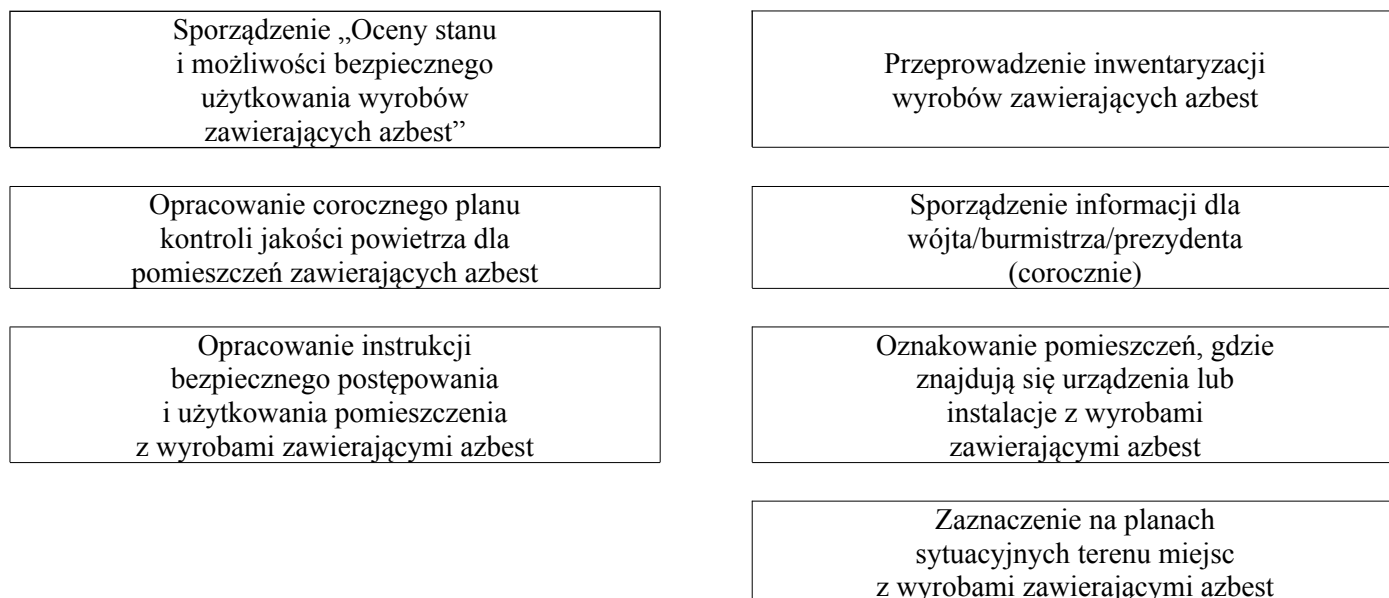 Sporządzenie „Oceny stanu
i możliwości bezpiecznego
użytkowania wyrobów
zawierających azbest”
Przeprowadzenie inwentaryzacji
wyrobów zawierających azbest
Opracowanie corocznego planu
kontroli jakości powietrza dla
pomieszczeń zawierających azbest
Sporządzenie informacji dla
wójta/burmistrza/prezydenta
(corocznie)
Opracowanie instrukcji
bezpiecznego postępowania
i użytkowania pomieszczenia
z wyrobami zawierającymi azbest
Oznakowanie pomieszczeń, gdzie
znajdują się urządzenia lub
instalacje z wyrobami
zawierającymi azbest
Zaznaczenie na planach
sytuacyjnych terenu miejsc
z wyrobami zawierającymi azbest